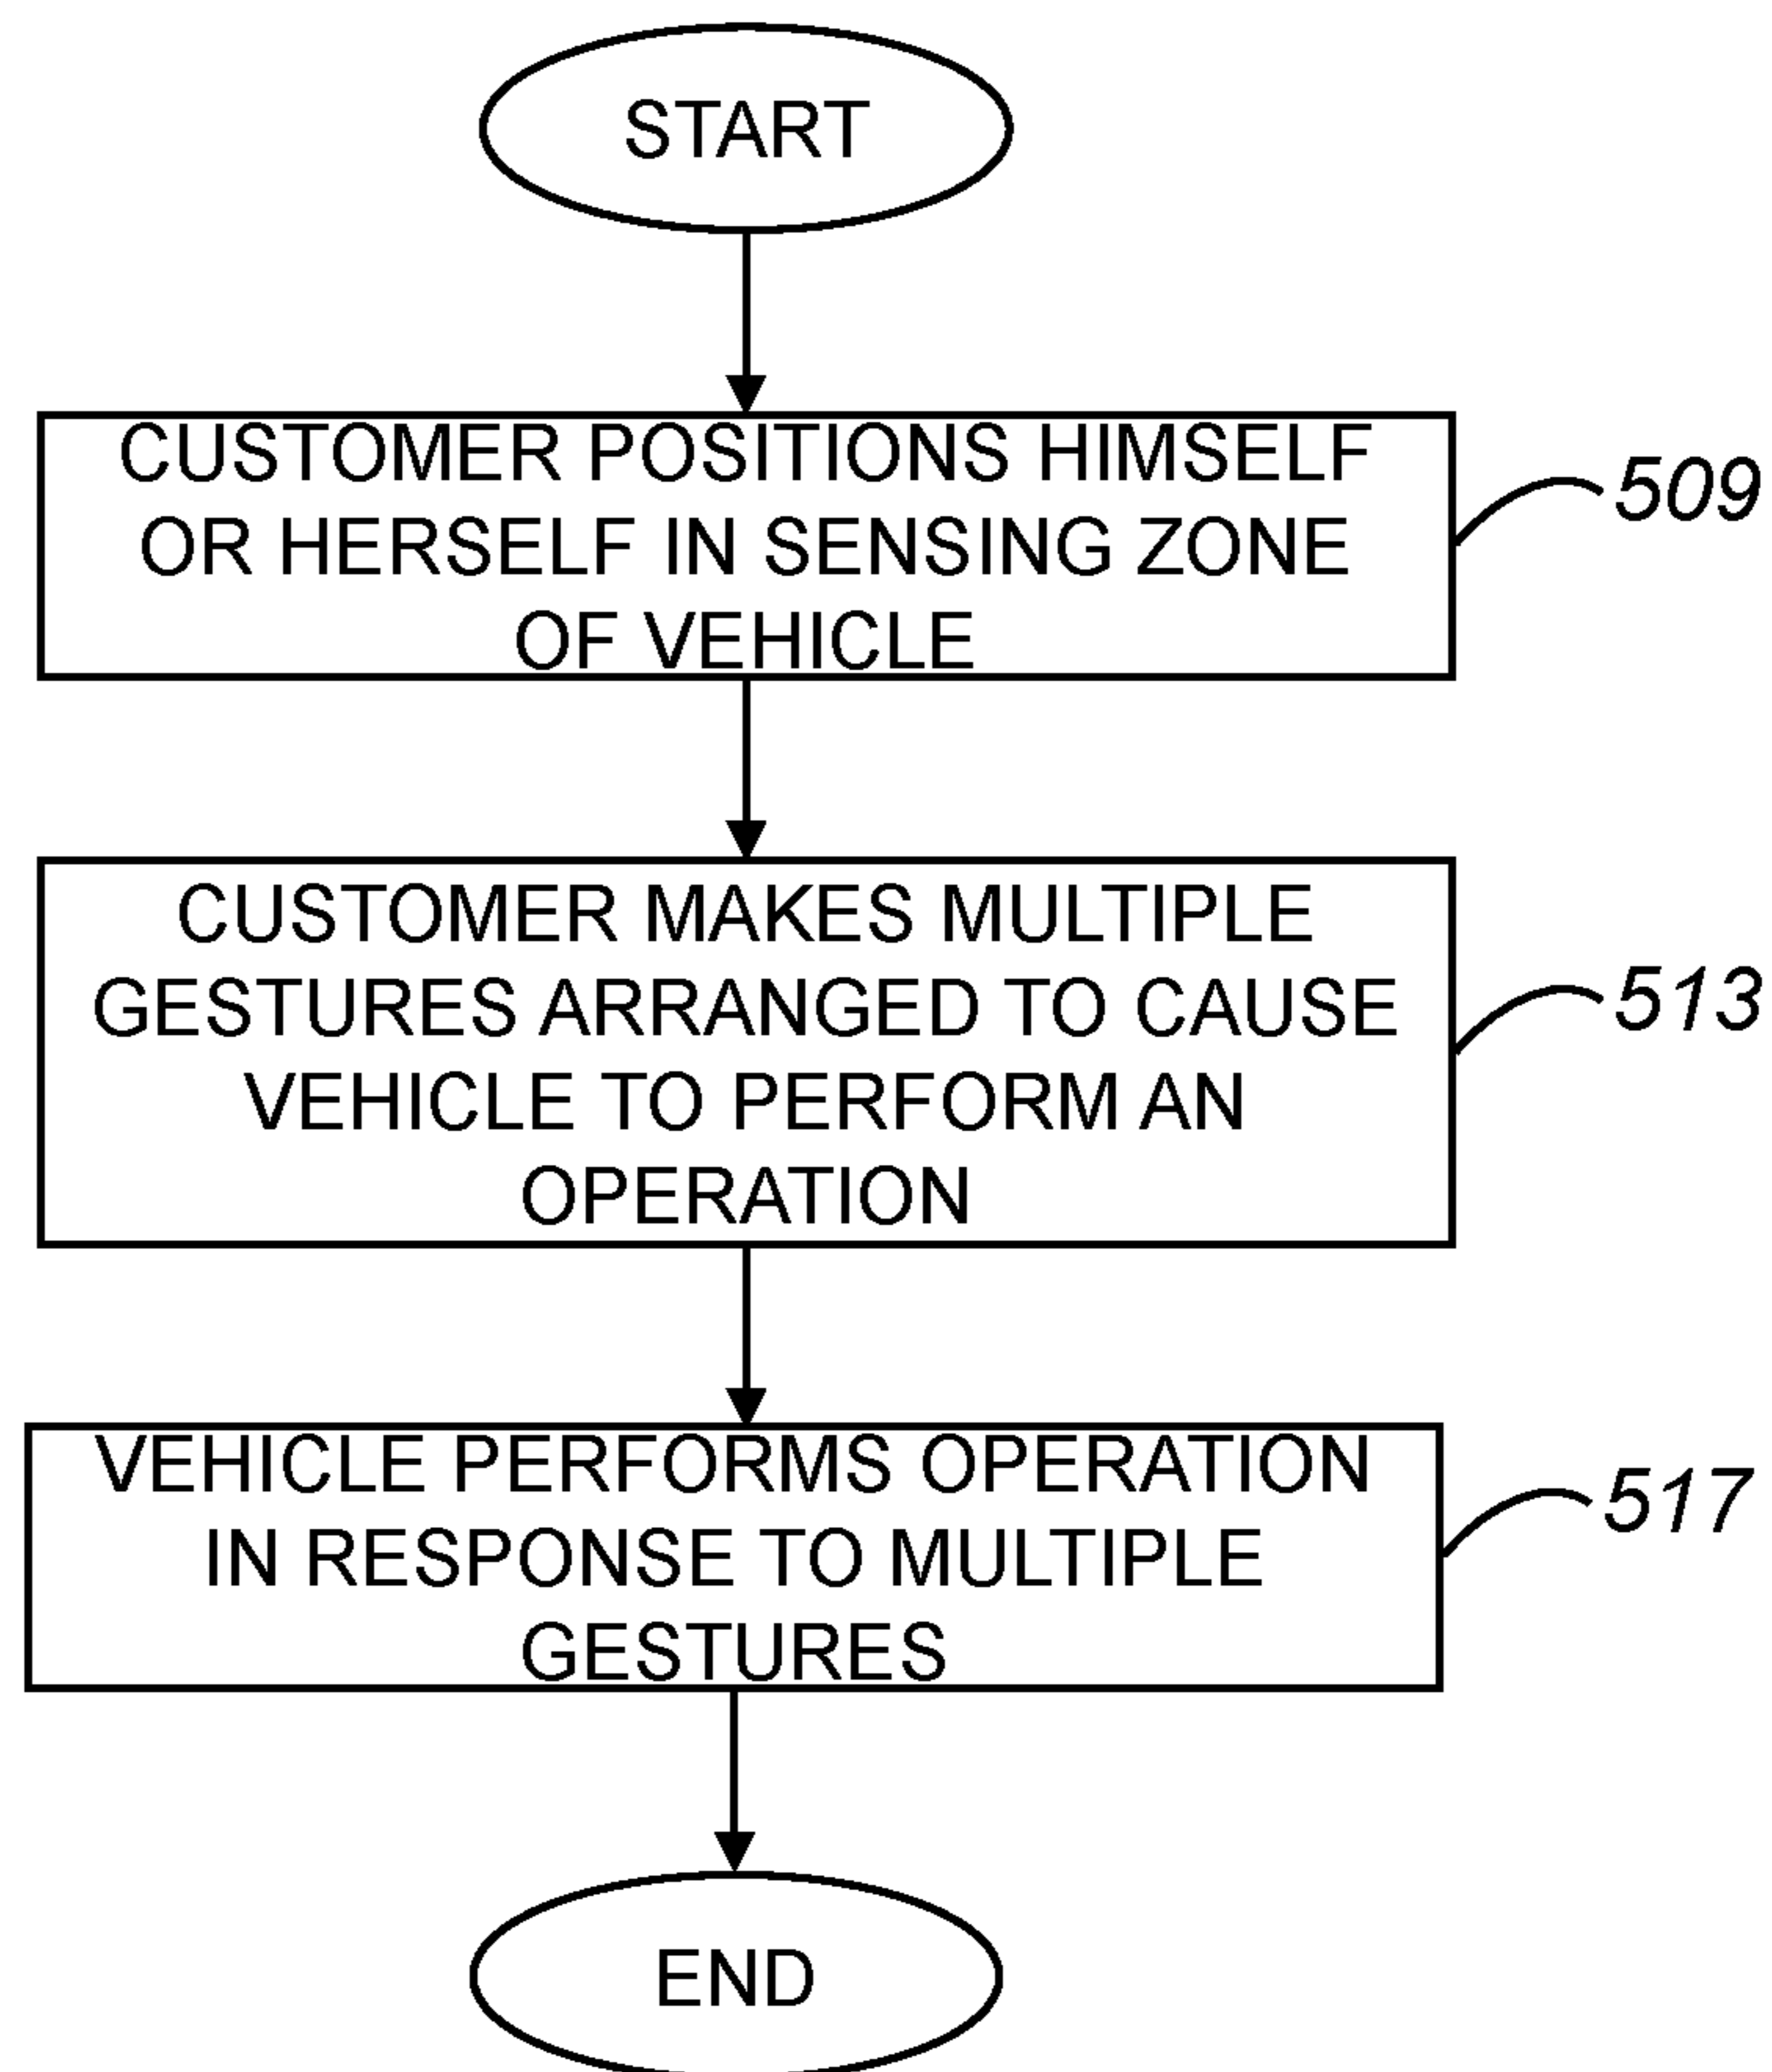 START
CUSTOMER POSITIONS HIMSELF
OR HERSELF IN SENSING ZONE
OF VEHICLE
509
CUSTOMER MAKES MULTIPLE
GESTURES ARRANGED TO CAUSE
VEHICLE TO PERFORM AN
OPERATION
513
VEHICLE PERFORMS OPERATION
IN RESPONSE TO MULTIPLE
GESTURES
517
END